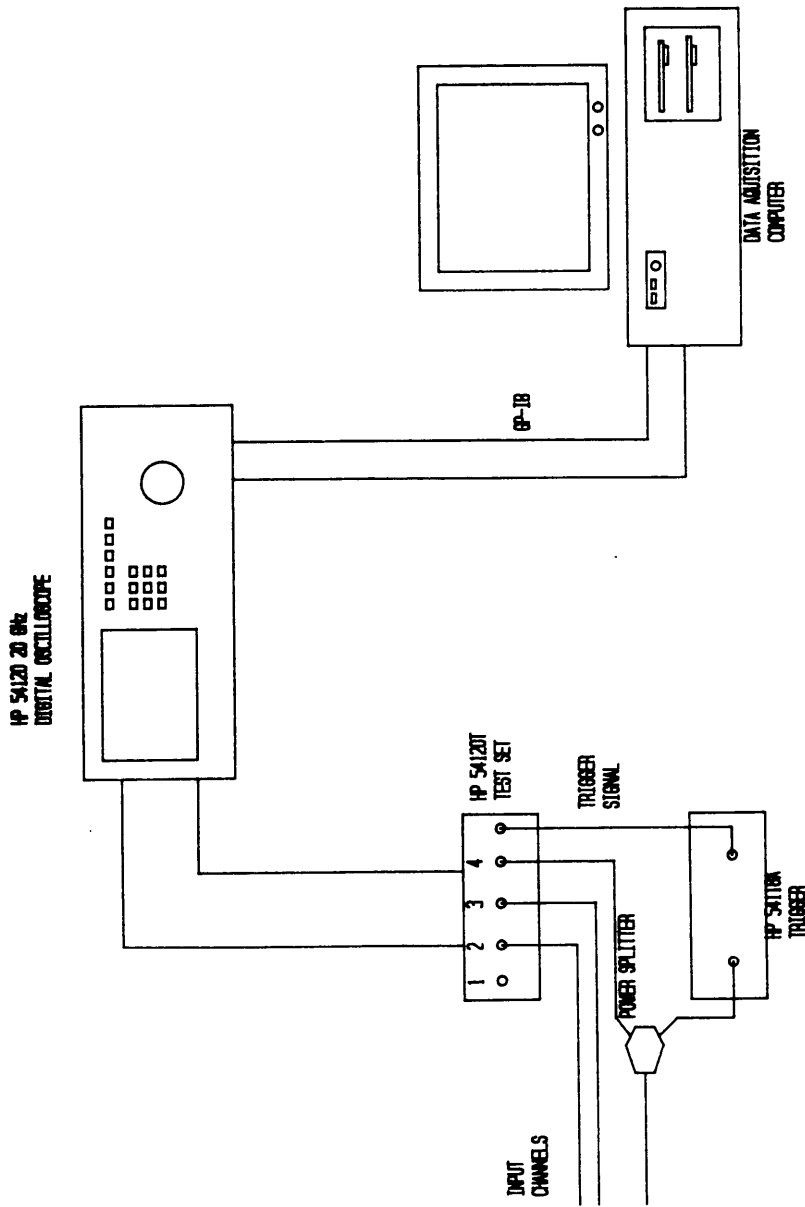 HP 54120 20 GHz
DIGITAL OSCILLOSCOPE
GP-IB
DATA AQUISITION
COMPUTER
HP 54120T
TEST SET
1 2 3 4
TRIGGER
SIGNAL
POWER SPLITTER
HP 54118A
TRIGGER
INPUT
CHANNELS